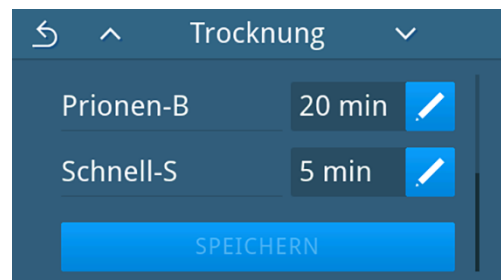 Trocknung
Prionen-B 20 min
Schnell-S 5 min
SPEICHERN